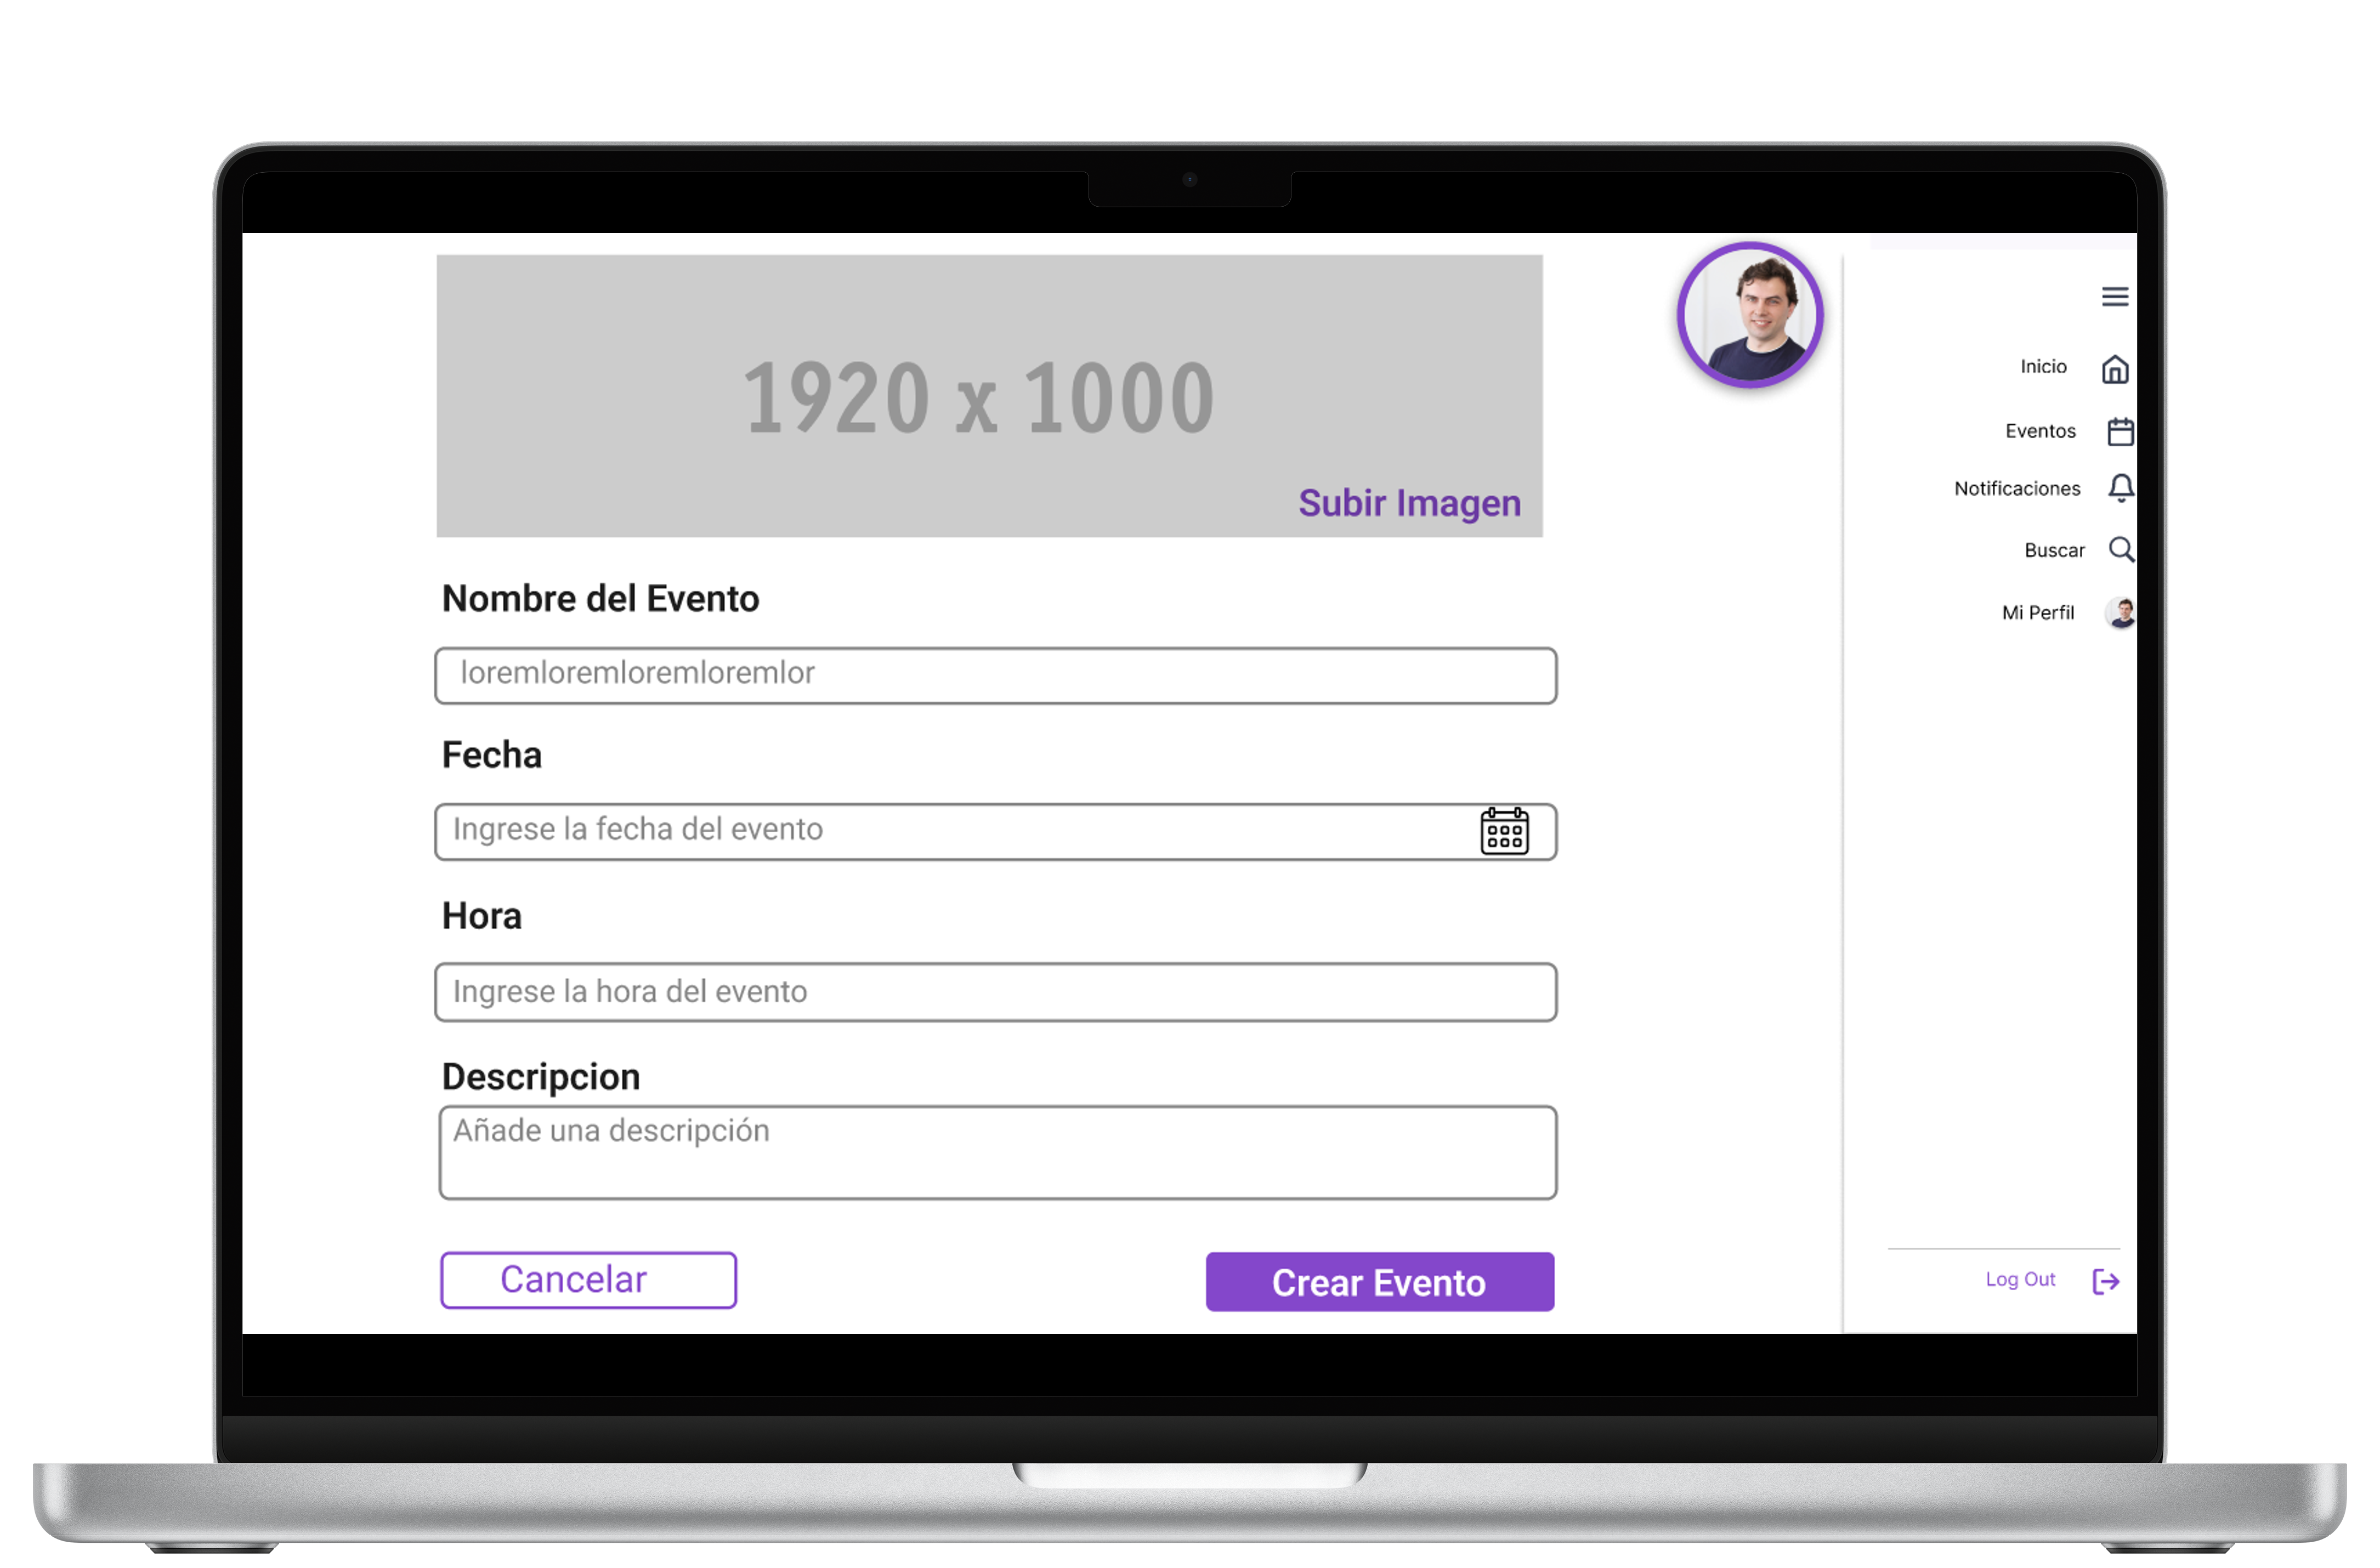 1920 x 1000
Subir Imagen
Nombre del Evento
loremloremloremloremlor
Fecha
Ingrese la fecha del evento
Hora
Ingrese la hora del evento
Descripcion
Añade una descripción
Cancelar
Crear Evento
Inicio
Eventos
Notificaciones
Buscar
Mi Perfil
Log Out